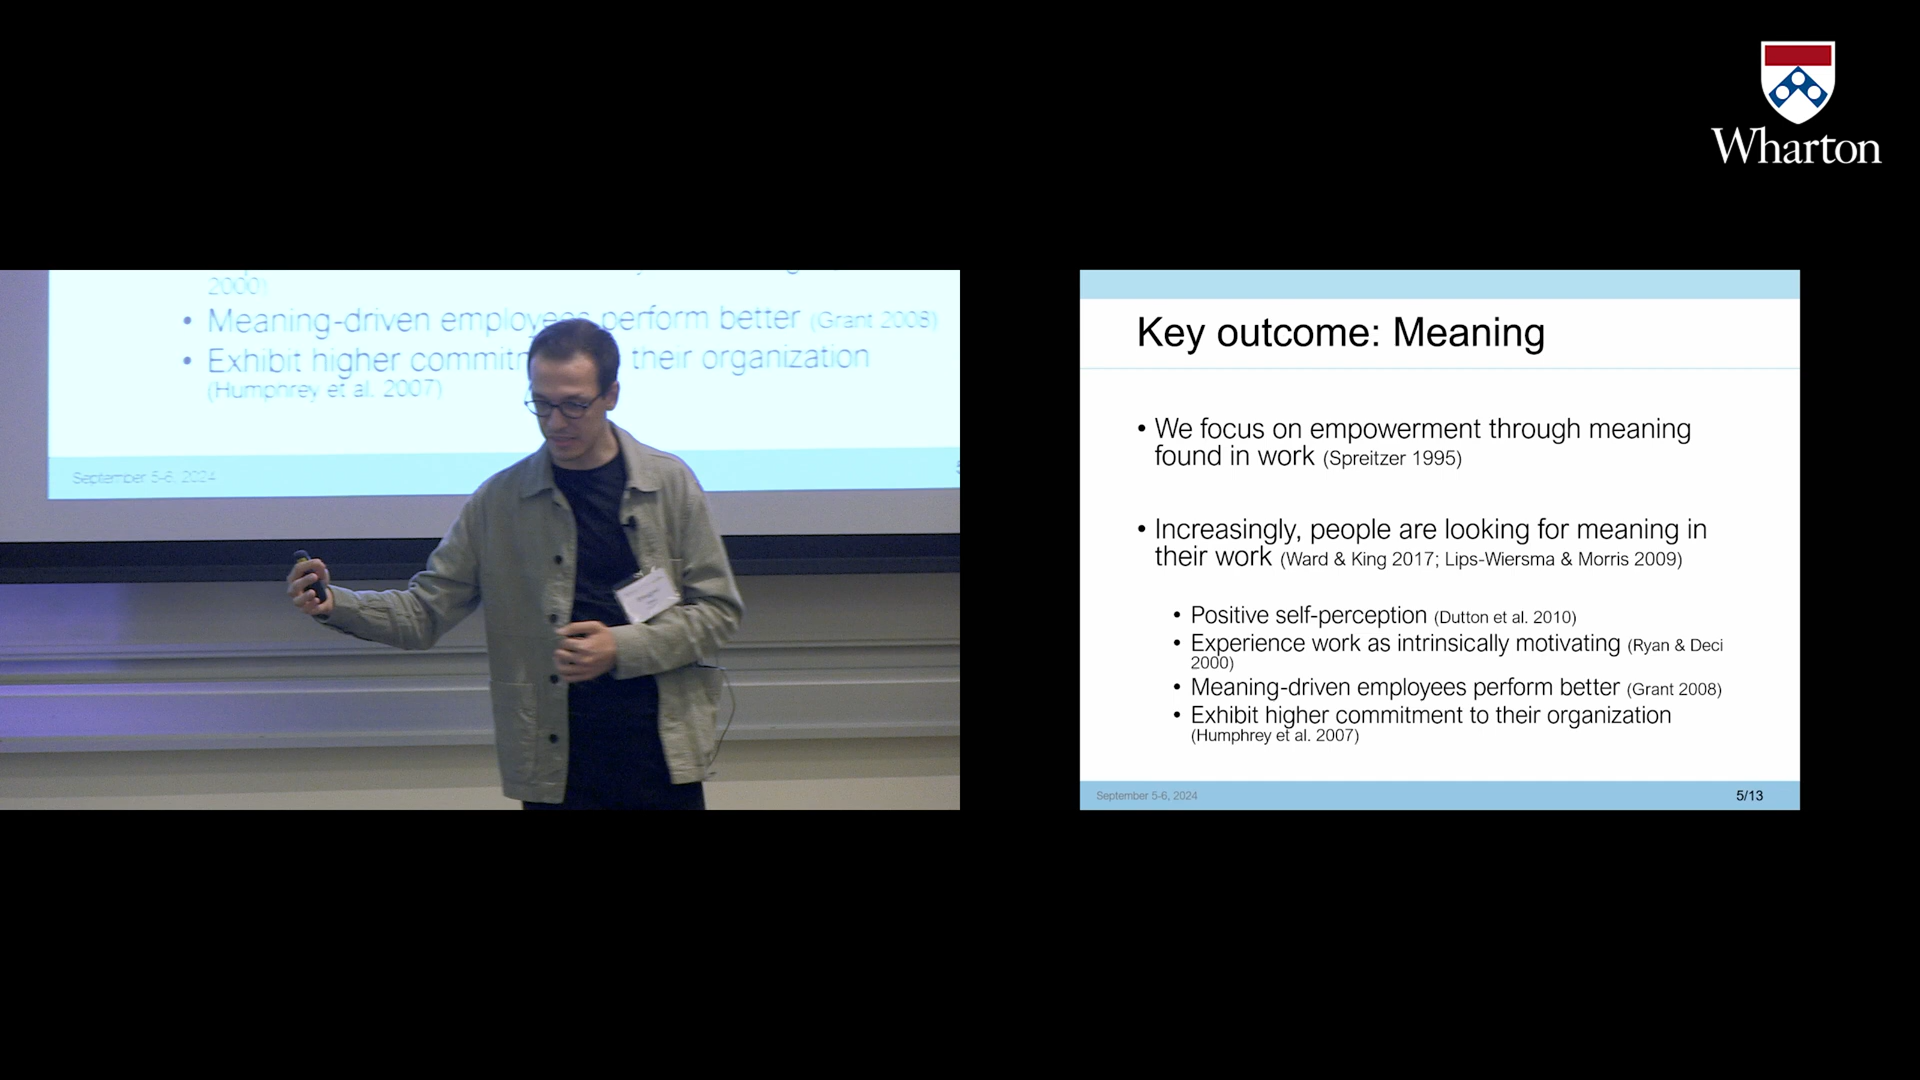 Wharton
2000)
• Meaning-driven employees perform better (Grant 2008)
• Exhibit higher commitm their organization
(Humphrey et al. 2007)
September 5-6, 2024
Key outcome: Meaning
• We focus on empowerment through meaning
found in work (Spreitzer 1995)
• Increasingly, people are looking for meaning in
their work (Ward & King 2017; Lips-Wiersma & Morris 2009)
• Positive self-perception (Dutton et al. 2010)
• Experience work as intrinsically motivating (Ryan & Deci
2000)
• Meaning-driven employees perform better (Grant 2008)
• Exhibit higher commitment to their organization
(Humphrey et al. 2007)
September 5-6, 2024
5/13